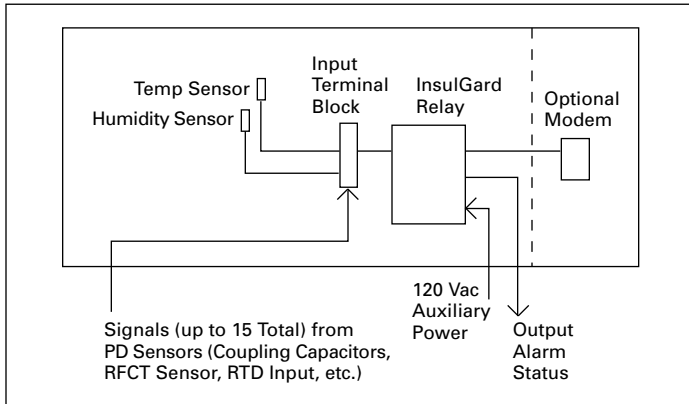 Temp Sensor
Humidity Sensor
Input
Terminal
Block
InsulGard
Relay
Optional
Modem
Signals (up to 15 Total) from
PD Sensors (Coupling Capacitors,
RFCT Sensor, RTD Input, etc.)
120 Vac
Auxiliary
Power
Output
Alarm
Status